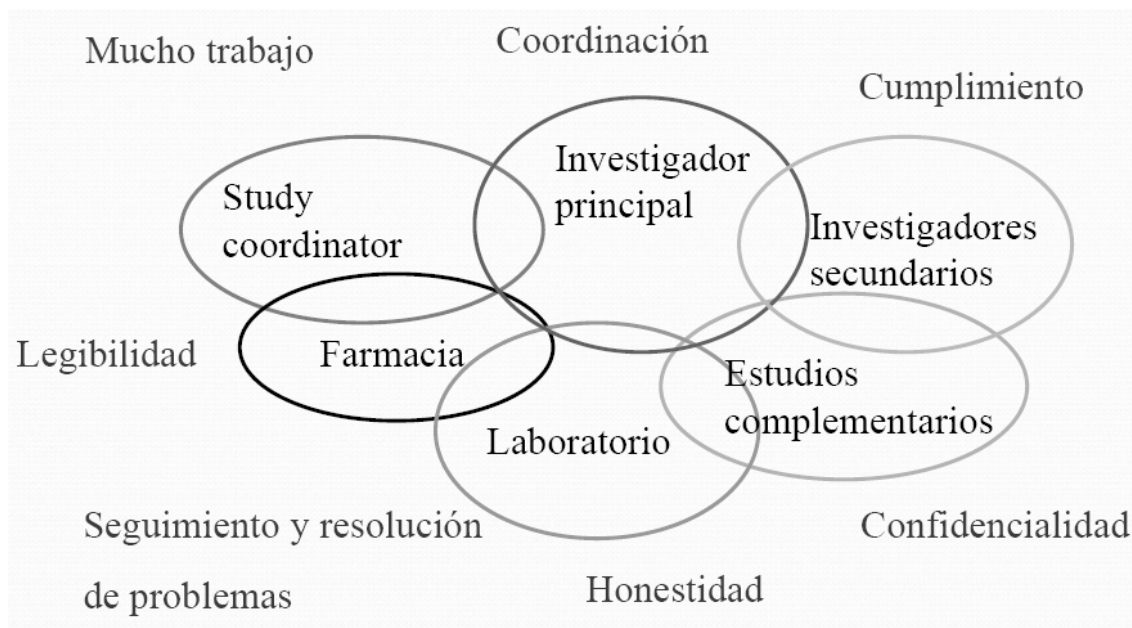 Mucho trabajo
Coordinación
Cumplimiento
Study
coordinator
Investigador
principal
Investigadores
secundarios
Legibilidad
Farmacia
Estudios
complementarios
Laboratorio
Seguimiento y resolución
de problemas
Confidencialidad
Honestidad